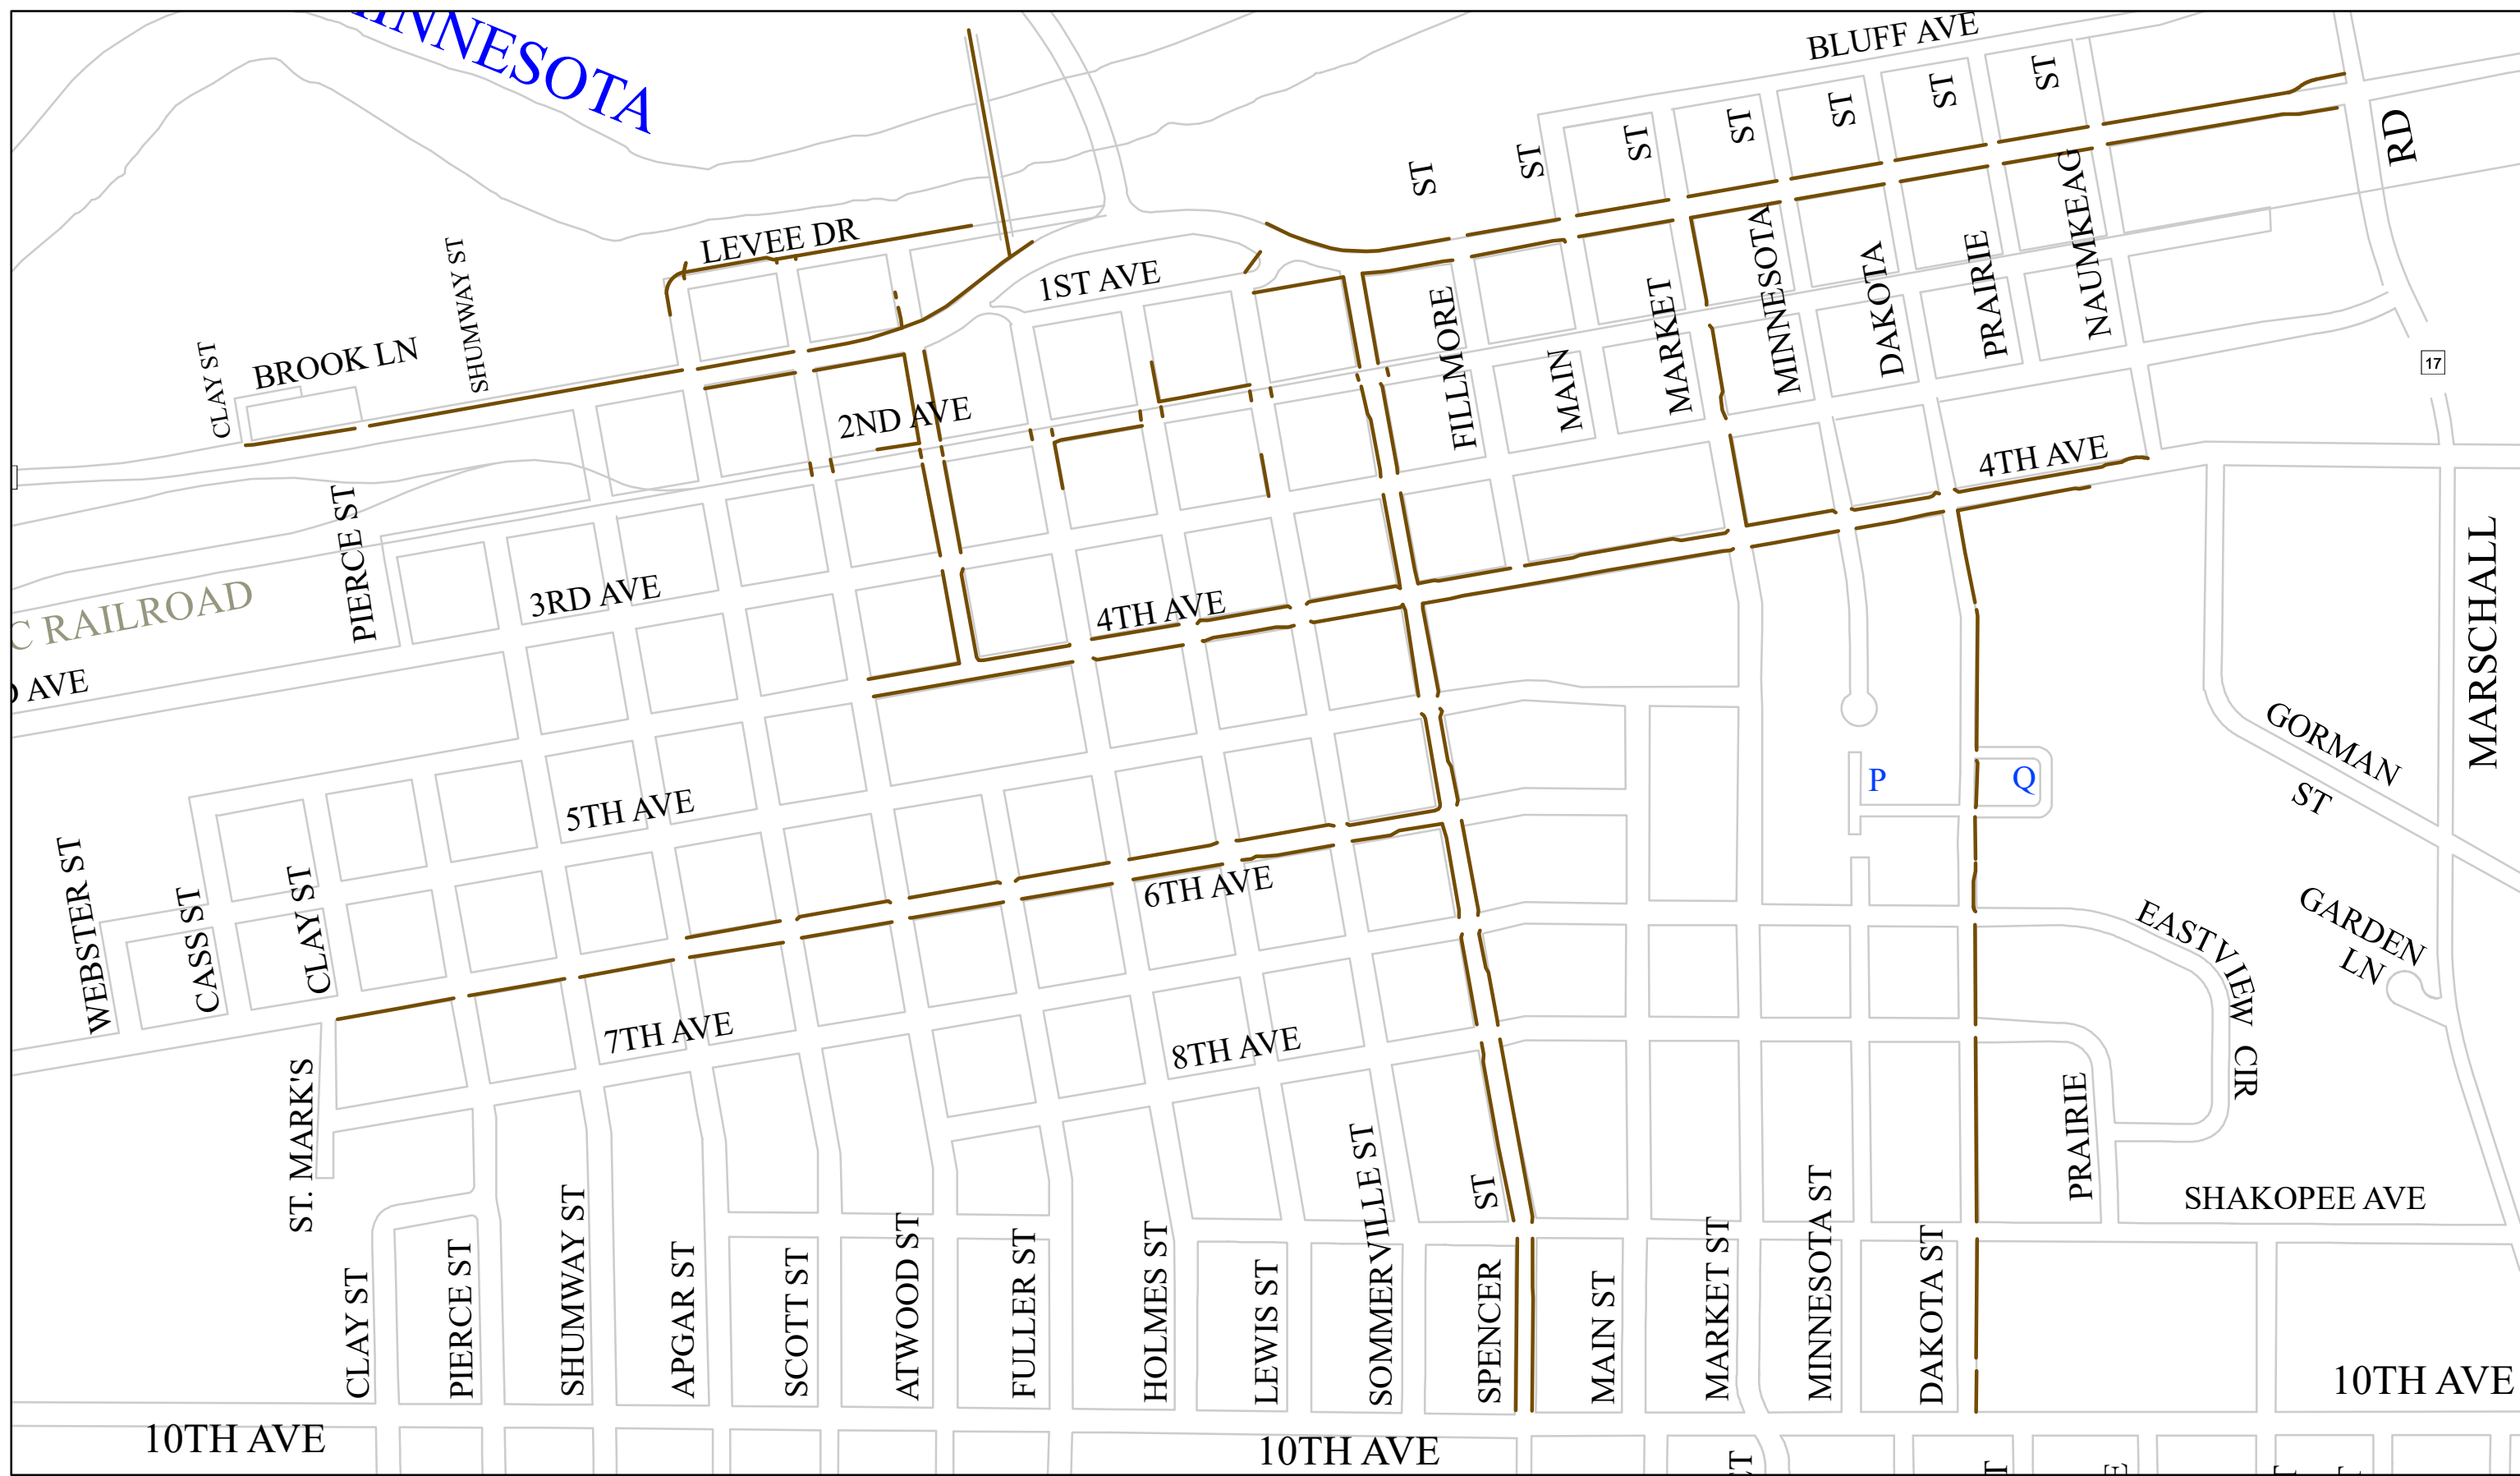 MINNESOTA
BLUFF AVE
ST
ST
ST
ST
ST
ST
ST
ST
RD
LEVEE DR
1ST AVE
BROOK LN
CLAY ST
SHUMWAY ST
2ND AVE
FILLMORE
MAIN
MARKET
MINNESOTA
DAKOTA
PRAIRIE
NAUMKEAG
17
4TH AVE
PIERCE ST
C RAILROAD
3RD AVE
4TH AVE
D AVE
MARSCHALL
GORMAN
ST
P
Q
5TH AVE
6TH AVE
WEBSTER ST
CASS ST
CLAY ST
EASTVIEW CIR
GARDEN
LN
7TH AVE
8TH AVE
ST. MARK'S
PRAIRIE
SHAKOPEE AVE
CLAY ST
PIERCE ST
SHUMWAY ST
APGAR ST
SCOTT ST
ATWOOD ST
FULLER ST
HOLMES ST
LEWIS ST
SOMMERVILLE ST
SPENCER
ST
MAIN ST
MARKET ST
MINNESOTA ST
DAKOTA ST
10TH AVE
10TH AVE
10TH AVE